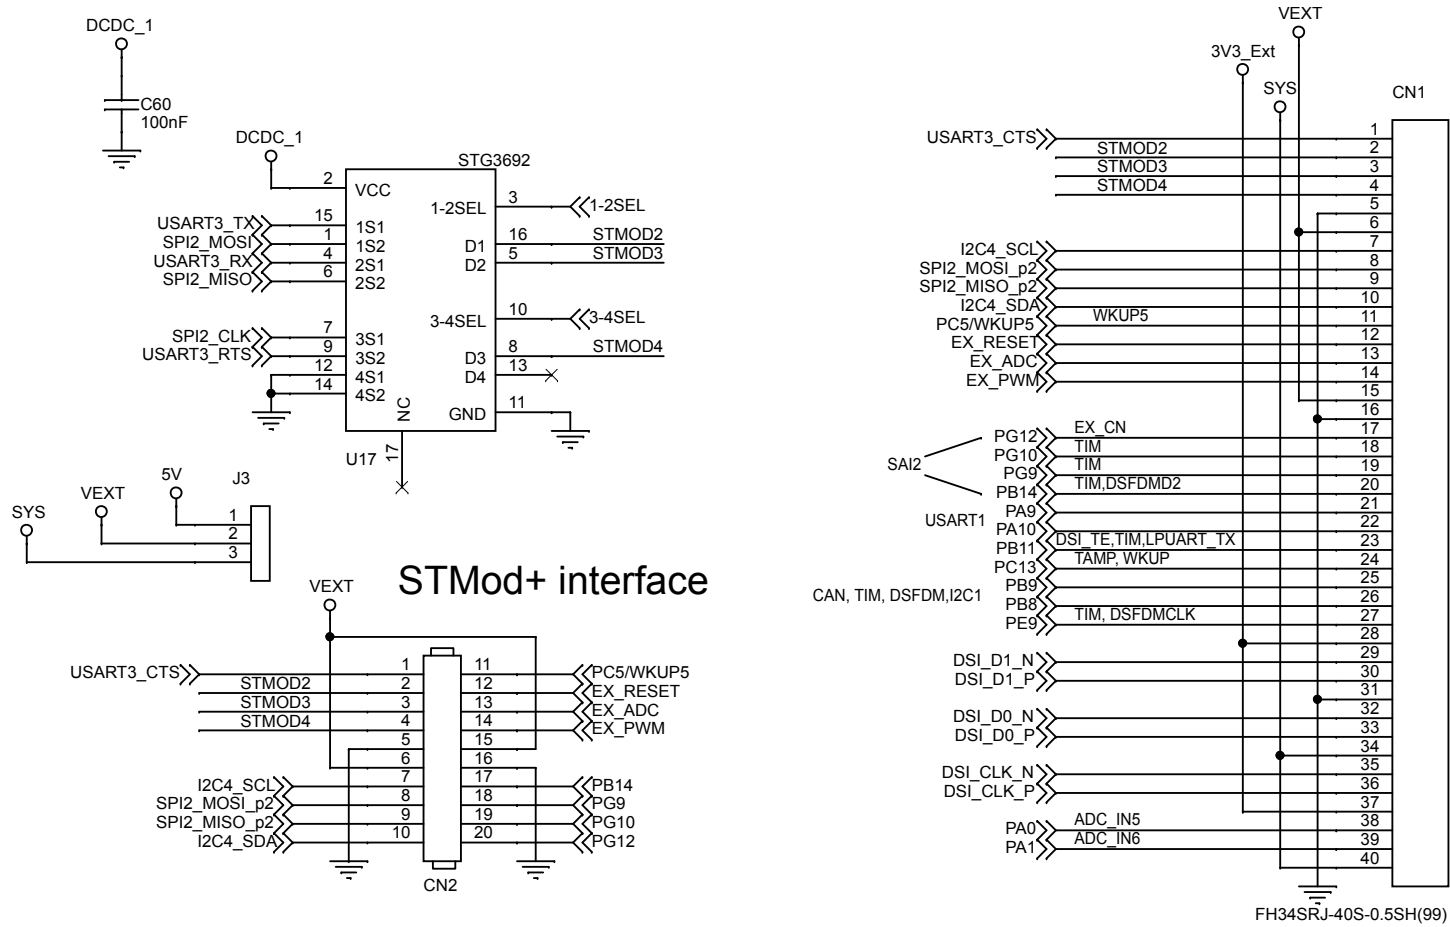 DCDC_1
C60
100nF
DCDC_1
STG3692
2
VCC
3
1-2SEL
1-2SEL
USART3_TX
15
1S1
SPI2_MOSI
1
1S2
16
D1
STMOD2
USART3_RX
4
2S1
5
D2
STMOD3
SPI2_MISO
6
2S2
10
3-4SEL
3-4SEL
SPI2_CLK
7
3S1
USART3_RTS
9
3S2
8
D3
STMOD4
12
4S1
13
D4
14
4S2
NC
GND
11
U17
17
5V
J3
VEXT
SYS
1
2
3
STMod+ interface
VEXT
USART3_CTS
1
11
PC5/WKUP5
STMOD2
2
12
EX_RESET
STMOD3
3
13
EX_ADC
STMOD4
4
14
EX_PWM
5
15
6
16
I2C4_SCL
7
17
PB14
SPI2_MOSI_p2
8
18
PG9
SPI2_MISO_p2
9
19
PG10
I2C4_SDA
10
20
PG12
CN2
VEXT
3V3_Ext
SYS
CN1
USART3_CTS
1
STMOD2
2
STMOD3
3
STMOD4
4
5
6
I2C4_SCL
7
SPI2_MOSI_p2
8
SPI2_MISO_p2
9
I2C4_SDA
10
PC5/WKUP5
WKUP5
11
EX_RESET
12
EX_ADC
13
EX_PWM
14
15
16
PG12
EX_CN
17
PG10
TIM
18
SAI2
PG9
TIM
19
PB14
TIM,DSFDMD2
20
PA9
21
USART1
PA10
22
PB11
DSI_TE,TIM,LPUART_TX
23
PC13
TAMP, WKUP
24
PB9
25
CAN, TIM, DSFDM,I2C1
PB8
26
PE9
TIM, DSFDMCLK
27
28
DSI_D1_N
29
DSI_D1_P
30
31
DSI_D0_N
32
DSI_D0_P
33
34
DSI_CLK_N
35
DSI_CLK_P
36
37
PA0
ADC_IN5
38
PA1
ADC_IN6
39
40
FH34SRJ-40S-0.5SH(99)